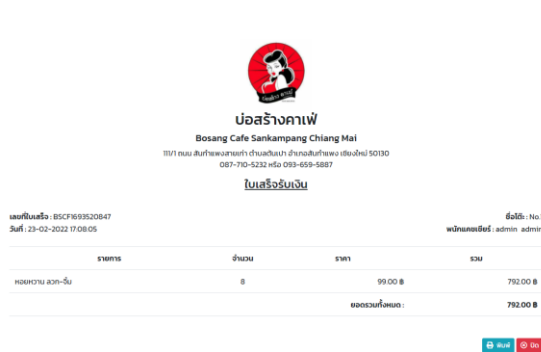 บ่อสร้างคาเฟ่
บ่อสร้างคาเฟ่
Bosang Cafe Sankampang Chiang Mai
111/1 ถนน สันกำแพงสายเก่า ตำบลต้นเปา อำเภอสันกำแพง เชียงใหม่ 50130
087-710-5232 หรือ 093-659-5887
ใบเสร็จรับเงิน
เลขที่ใบเสร็จ : BSCF1693520847 ชื่อโต๊ะ : No.
วันที่ : 23-02-2022 17:08:05 พนักแคชเชียร์ : admin admin
รายการ จำนวน ราคา รวม
หอยหวาน ลวก-จิ้ม 8 99.00 ฿ 792.00 ฿
ยอดรวมทั้งหมด : 792.00 ฿
พิมพ์ ปิด